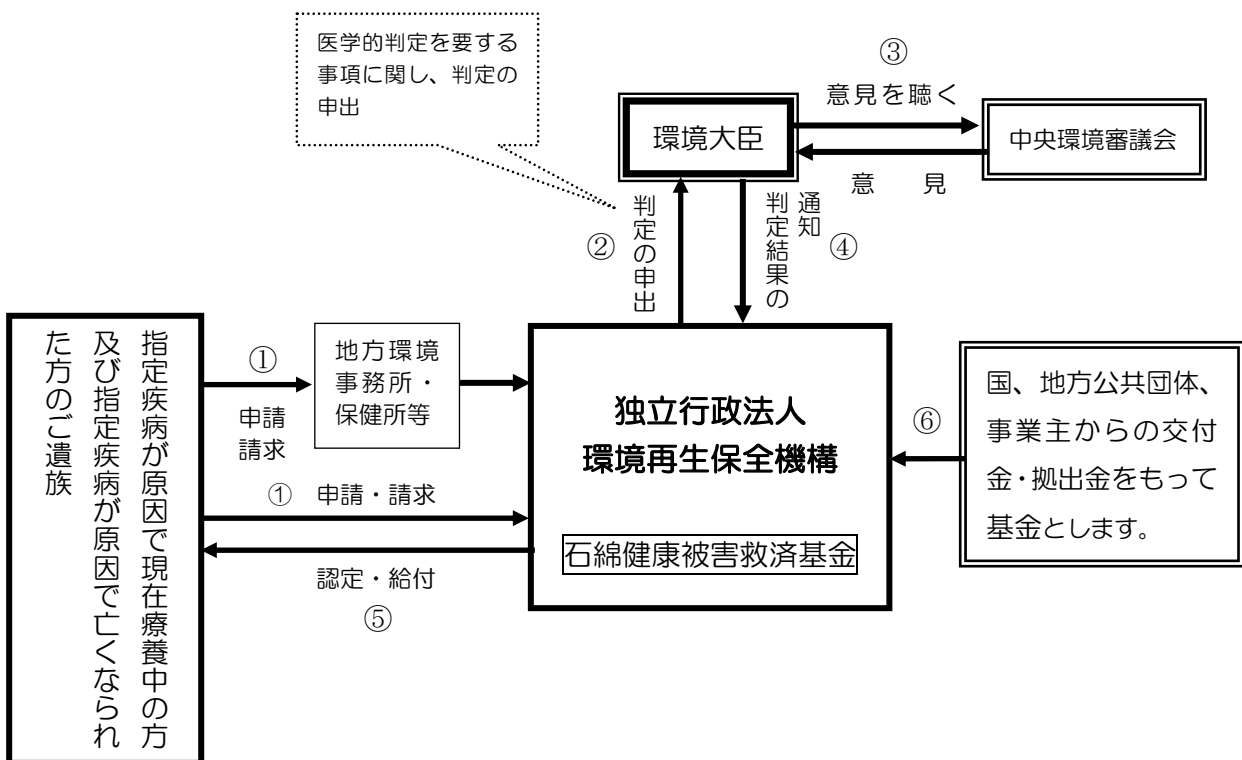 医学的判定を要する
事項に関し、判定の
申出
③
意見を聴く
環境大臣
中央環境審議会
意　見
②
判定の申出
判定結果の
通知
④
指定疾病が原因で現在療養中の方
及び指定疾病が原因で亡くなられ
た方のご遺族
①
申請
請求
地方環境
事務所・
保健所等
① 申請・請求
認定・給付
⑤
独立行政法人
環境再生保全機構
石綿健康被害救済基金
⑥
国、地方公共団体、
事業主からの交付
金・拠出金をもって
基金とします。